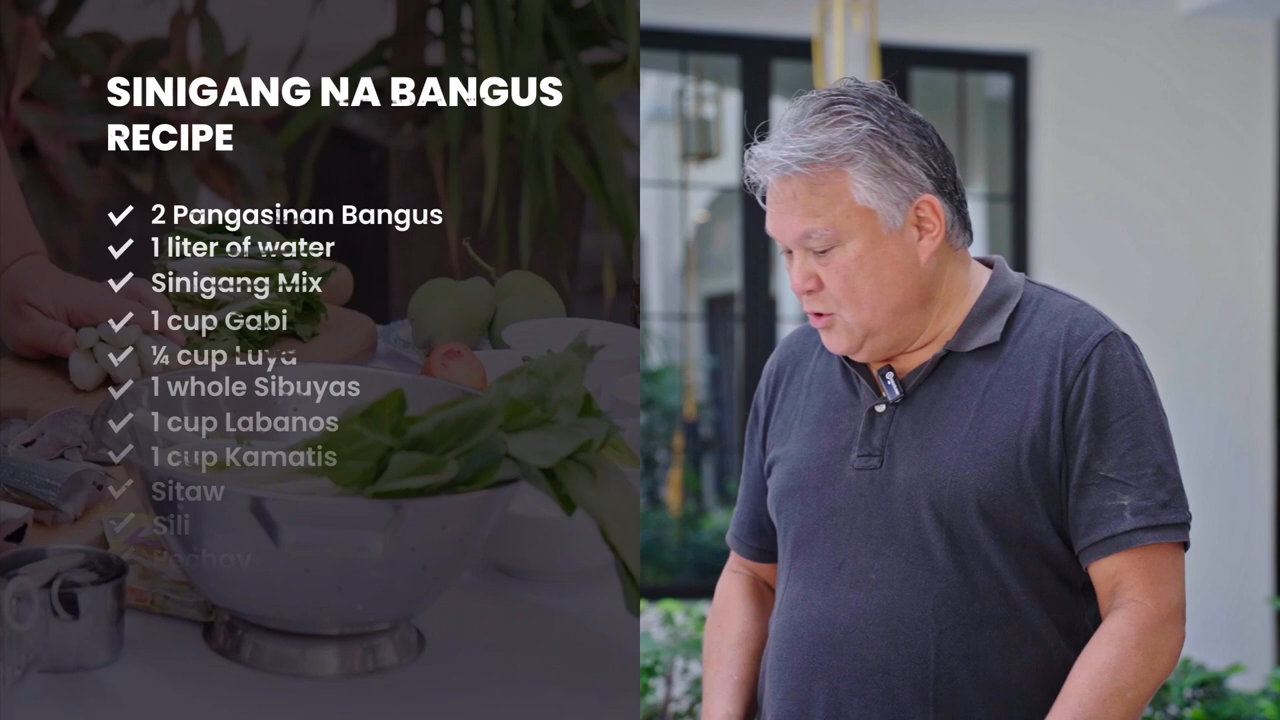 SINIGANG NA BANGUS
RECIPE
2 Pangasinan Bangus
1 liter of water
Sinigang Mix
1 cup Gabi
¼ cup Luya
1 whole Sibuyas
1 cup Labanos
1 cup Kamatis
Sitaw
Sili
Pechay